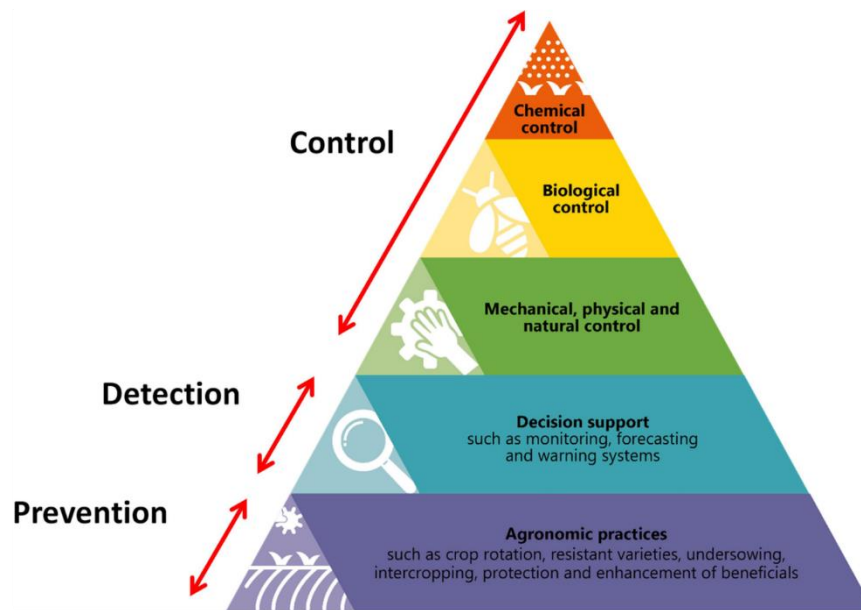 Control
Chemical
control
Biological
control
Mechanical, physical and
natural control
Detection
Decision support
such as monitoring, forecasting
and warning systems
Prevention
Agronomic practices
such as crop rotation, resistant varieties, undersowing,
intercropping, protection and enhancement of beneficials